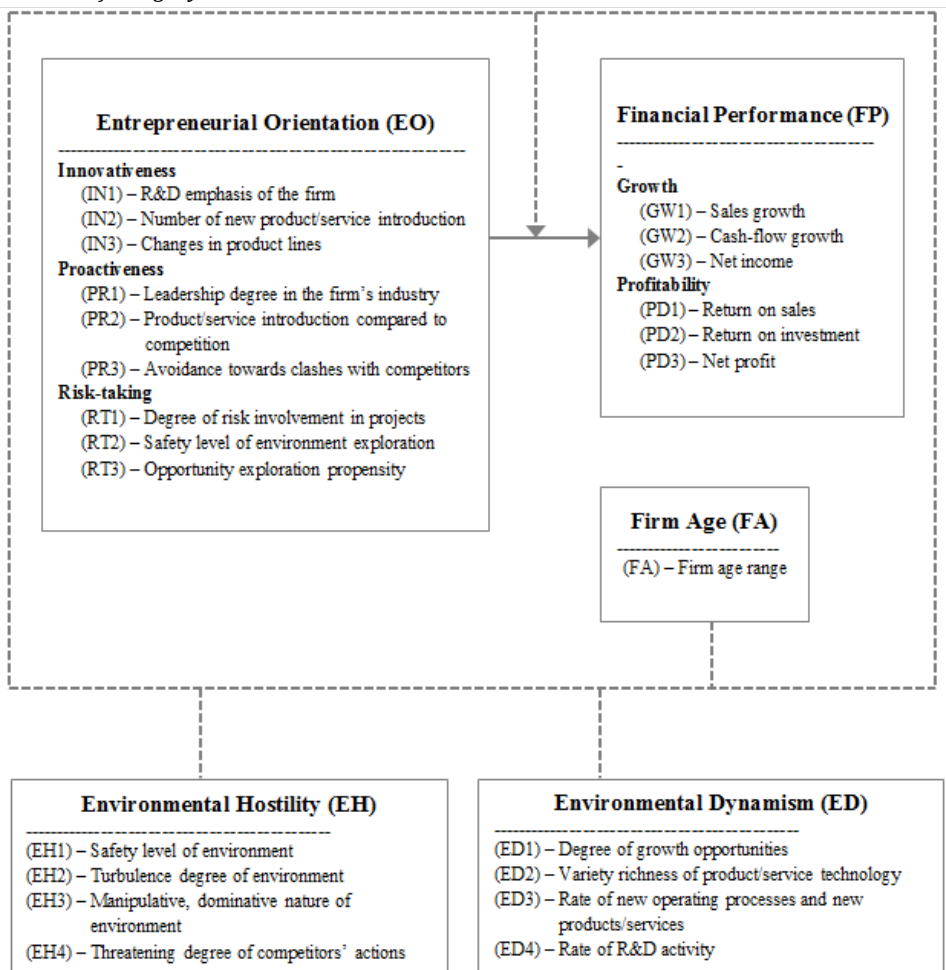 Entrepreneurial Orientation (EO)
Innovativeness
(IN1) – R&D emphasis of the firm
(IN2) – Number of new product/service introduction
(IN3) – Changes in product lines
Proactiveness
(PR1) – Leadership degree in the firm's industry
(PR2) – Product/service introduction compared to
competition
(PR3) – Avoidance towards clashes with competitors
Risk-taking
(RT1) – Degree of risk involvement in projects
(RT2) – Safety level of environment exploration
(RT3) – Opportunity exploration propensity
Financial Performance (FP)
Growth
(GW1) – Sales growth
(GW2) – Cash-flow growth
(GW3) – Net income
Profitability
(PD1) – Return on sales
(PD2) – Return on investment
(PD3) – Net profit
Firm Age (FA)
(FA) – Firm age range
Environmental Hostility (EH)
(EH1) – Safety level of environment
(EH2) – Turbulence degree of environment
(EH3) – Manipulative, dominative nature of
environment
(EH4) – Threatening degree of competitors' actions
Environmental Dynamism (ED)
(ED1) – Degree of growth opportunities
(ED2) – Variety richness of product/service technology
(ED3) – Rate of new operating processes and new
products/services
(ED4) – Rate of R&D activity